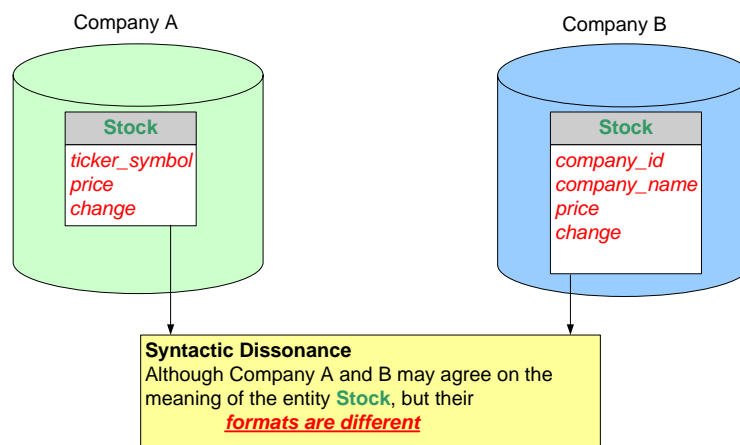 Company A
Company B
Stock
ticker_symbol
price
change
Stock
company_id
company_name
price
change
Syntactic Dissonance
Although Company A and B may agree on the
meaning of the entity Stock, but their
formats are different